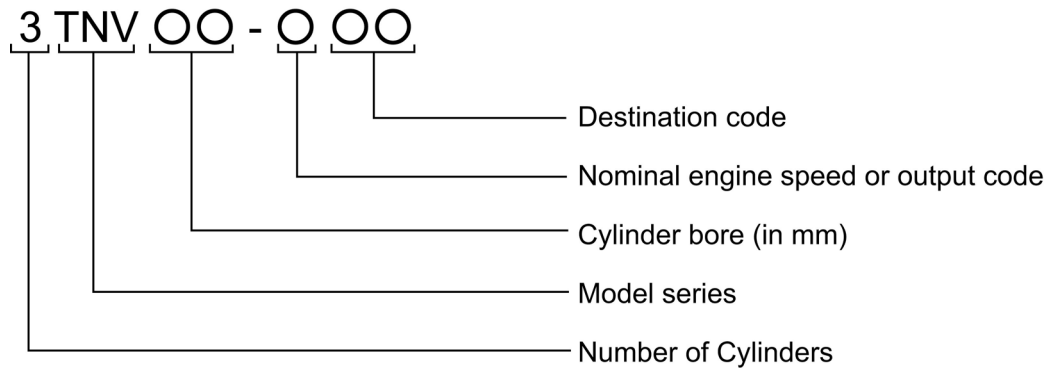 3 TNV OO - O OO
Destination code
Nominal engine speed or output code
Cylinder bore (in mm)
Model series
Number of Cylinders